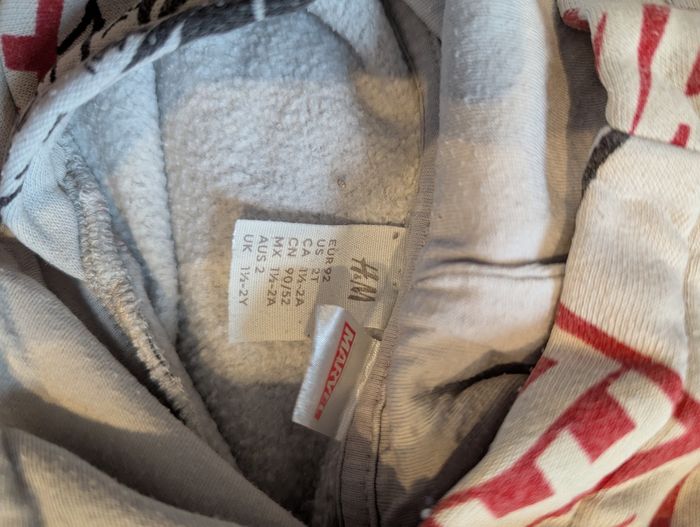 H&M
EUR 92
US 2T
CA 1½-2A
CN 90/52
MX 1½-2A
AUS 2
UK 1½-2Y
MARVEL